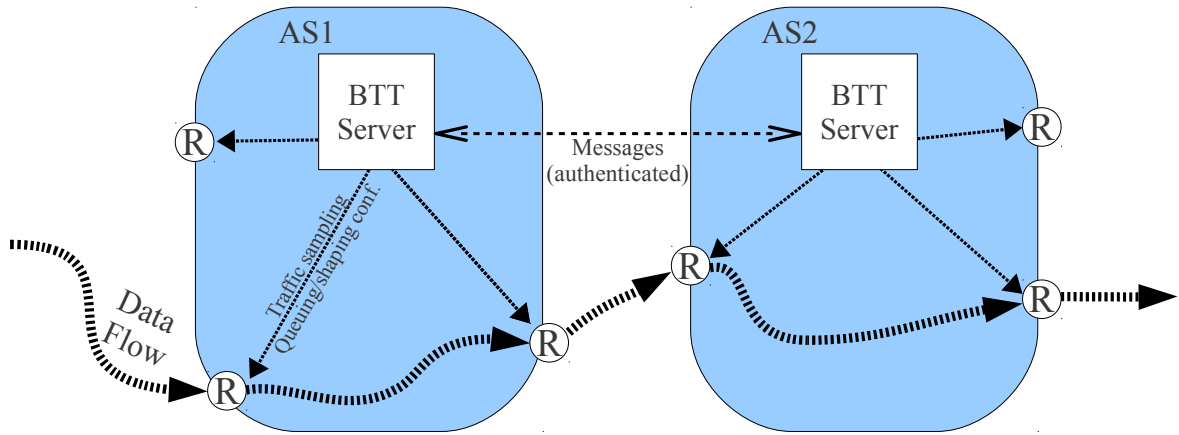 AS1
AS2
BTT
Server
BTT
Server
R
R
Messages
(authenticated)
Traffic sampling
Queuing/shaping conf.
R
R
R
R
Data
Flow